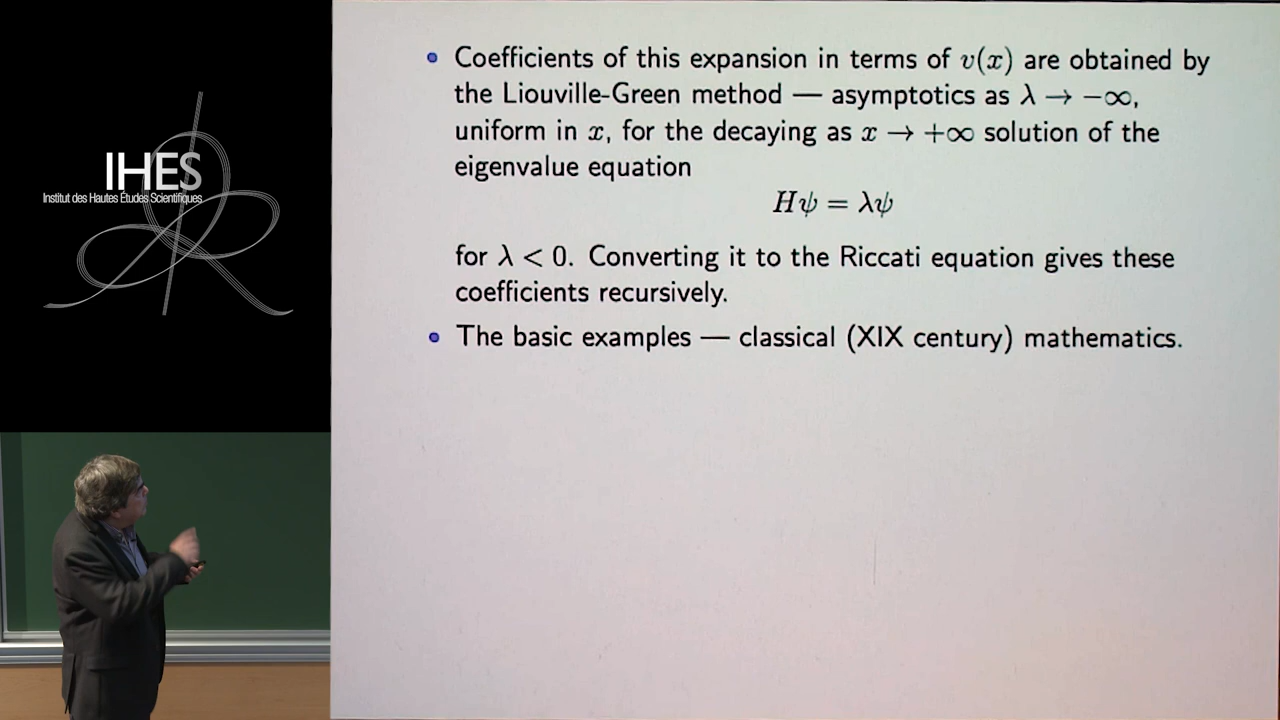 IHES
Institut des Hautes Études Scientifiques
• Coefficients of this expansion in terms of v(x) are obtained by
the Liouville-Green method — asymptotics as λ → −∞,
uniform in x, for the decaying as x → +∞ solution of the
eigenvalue equation
Hψ = λψ
for λ < 0. Converting it to the Riccati equation gives these
coefficients recursively.
• The basic examples — classical (XIX century) mathematics.